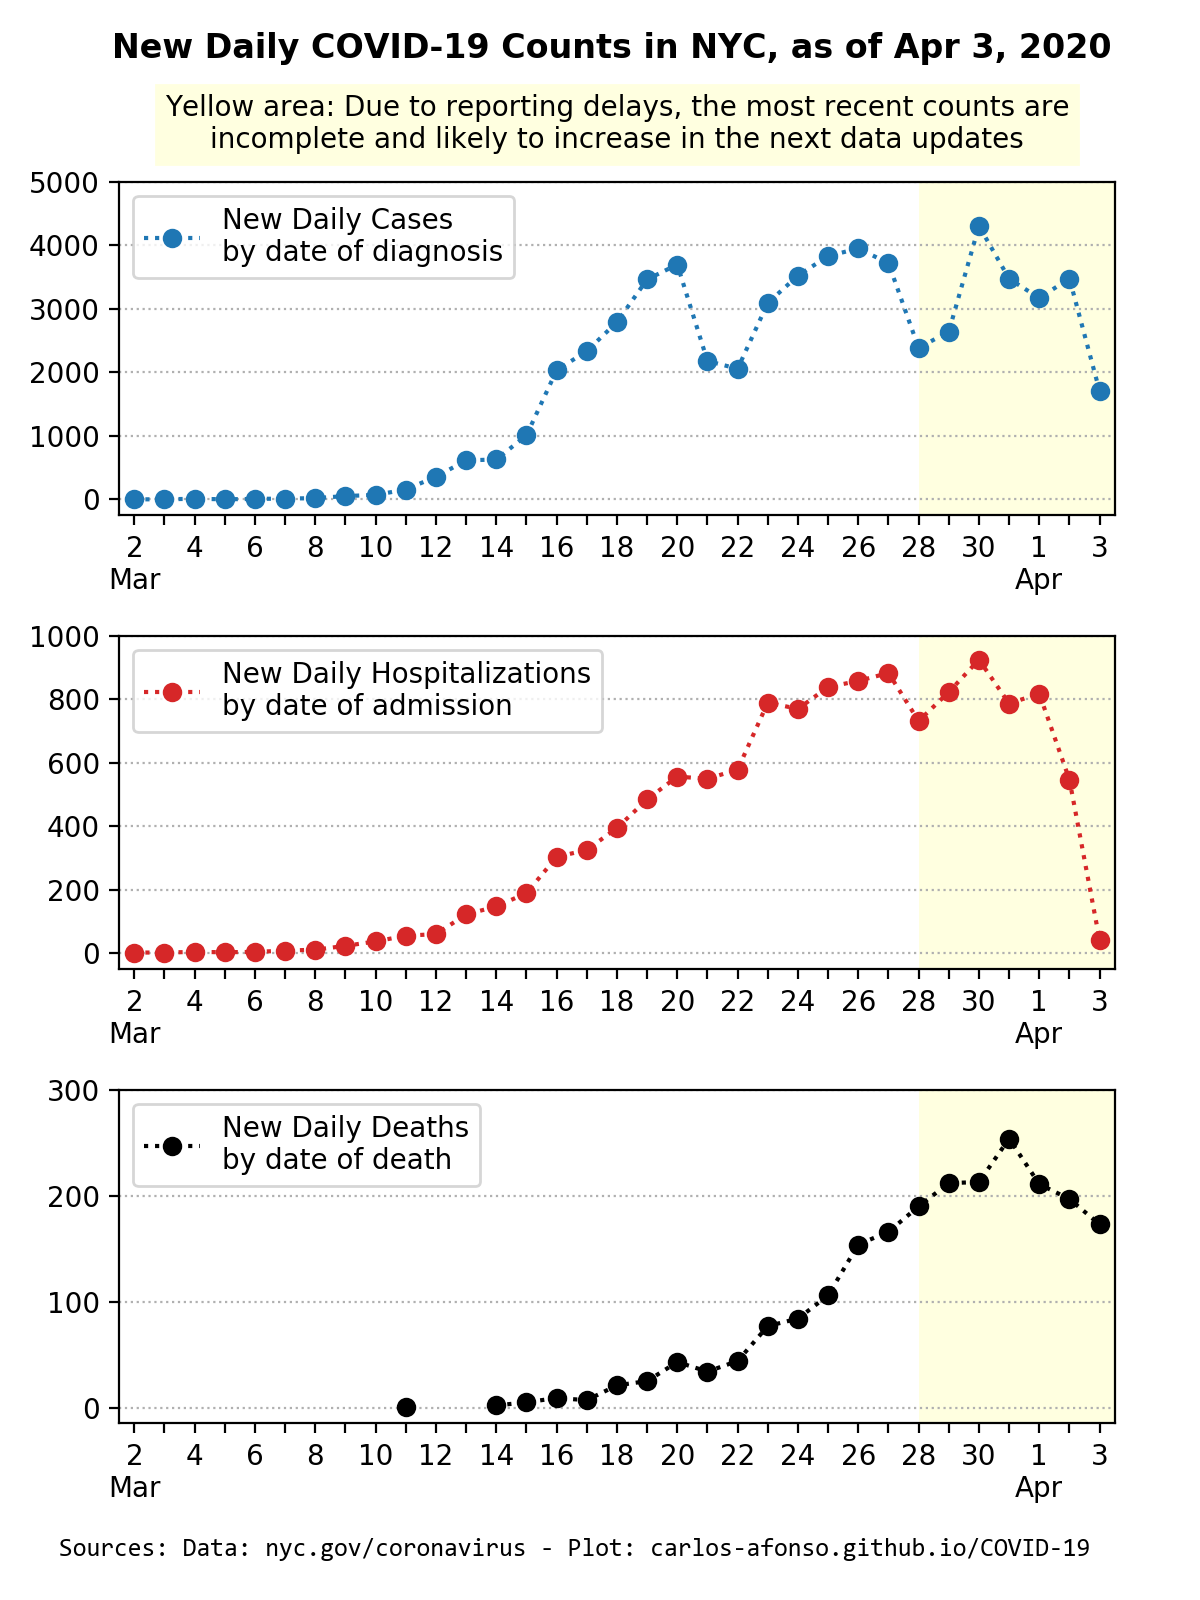 New Daily COVID-19 Counts in NYC, as of Apr 3, 2020
Yellow area: Due to reporting delays, the most recent counts are
incomplete and likely to increase in the next data updates
5000
4000
3000
2000
1000
0
New Daily Cases
by date of diagnosis
2 4 6 8 10 12 14 16 18 20 22 24 26 28 30 1 3
Mar Apr
1000
800
600
400
200
0
New Daily Hospitalizations
by date of admission
2 4 6 8 10 12 14 16 18 20 22 24 26 28 30 1 3
Mar Apr
300
200
100
0
New Daily Deaths
by date of death
2 4 6 8 10 12 14 16 18 20 22 24 26 28 30 1 3
Mar Apr
Sources: Data: nyc.gov/coronavirus - Plot: carlos-afonso.github.io/COVID-19